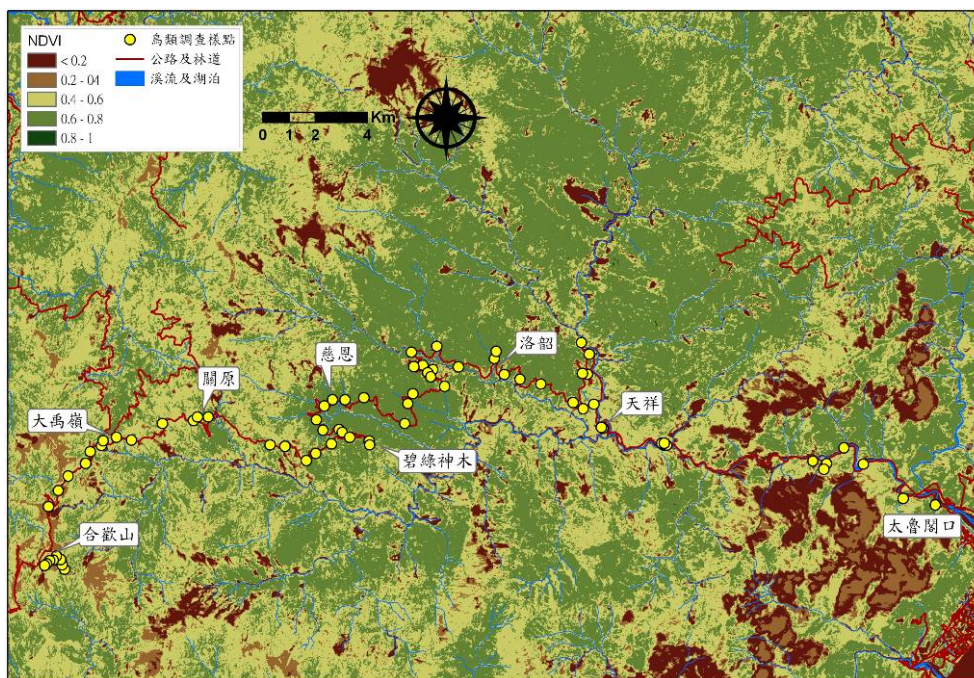 NDVI
< 0.2
0.2 - 04
0.4 - 0.6
0.6 - 0.8
0.8 - 1
鳥類調查樣點
公路及林道
溪流及湖泊
Km
0 1 2 4
洛韶
慈恩
關原
天祥
大禹嶺
碧綠神木
太魯閣口
合歡山